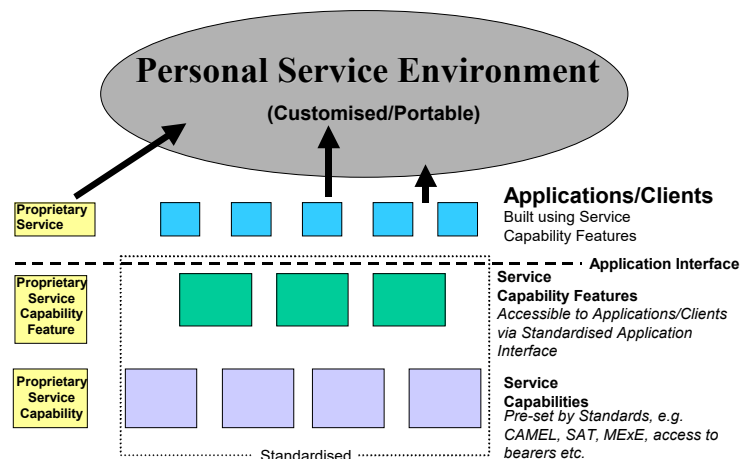 Personal Service Environment
(Customised/Portable)
Proprietary
Service
Applications/Clients
Built using Service
Capability Features
Application Interface
Proprietary
Service
Capability
Feature
Service
Capability Features
Accessible to Applications/Clients
via Standardised Application
Interface
Proprietary
Service
Capability
Service
Capabilities
Pre-set by Standards, e.g.
CAMEL, SAT, MExE, access to
bearers etc.
Standardised